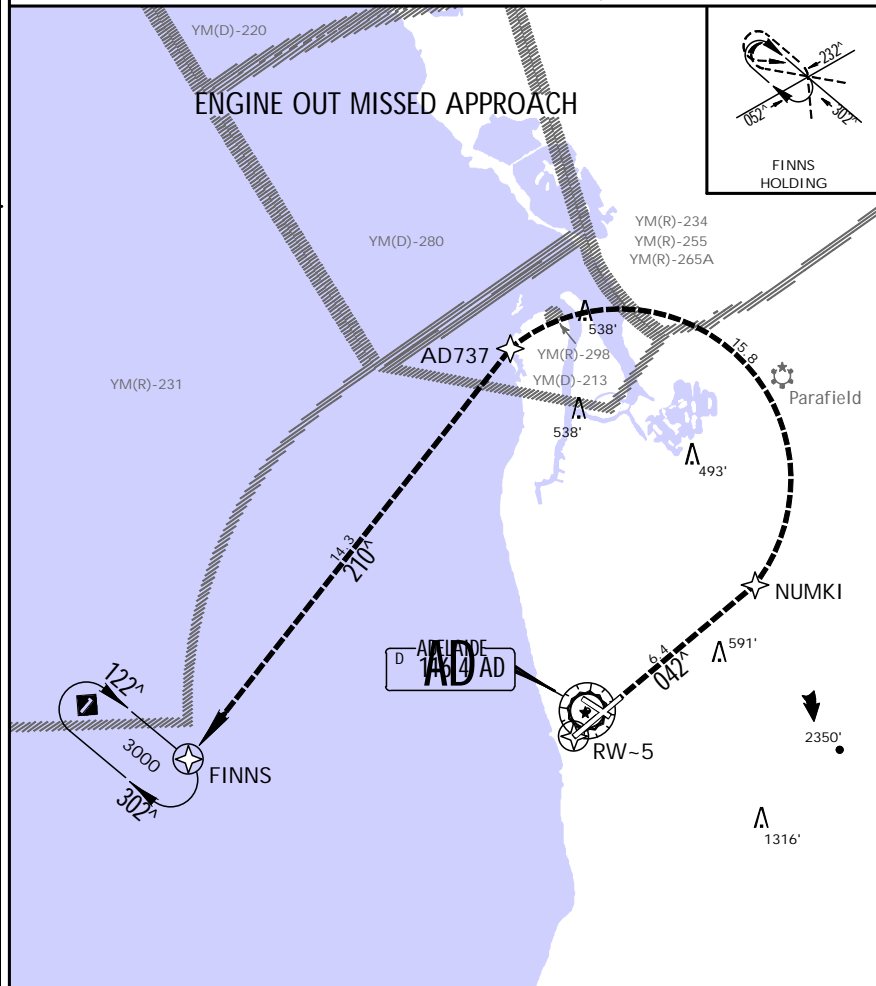 YM(D)-220
ENGINE OUT MISSED APPROACH
232^
052^
302^
FINNS
HOLDING
YM(R)-234
YM(R)-255
YM(R)-265A
YM(D)-280
538'
15.8
AD737
YM(R)-298
YM(R)-231
YM(D)-213
Parafield
538'
493'
14.3
210^
NUMKI
591'
6.4
042^
ADELAIDE
D
AD
AD
122^
3000
302^
FINNS
RW~5
2350'
1316'